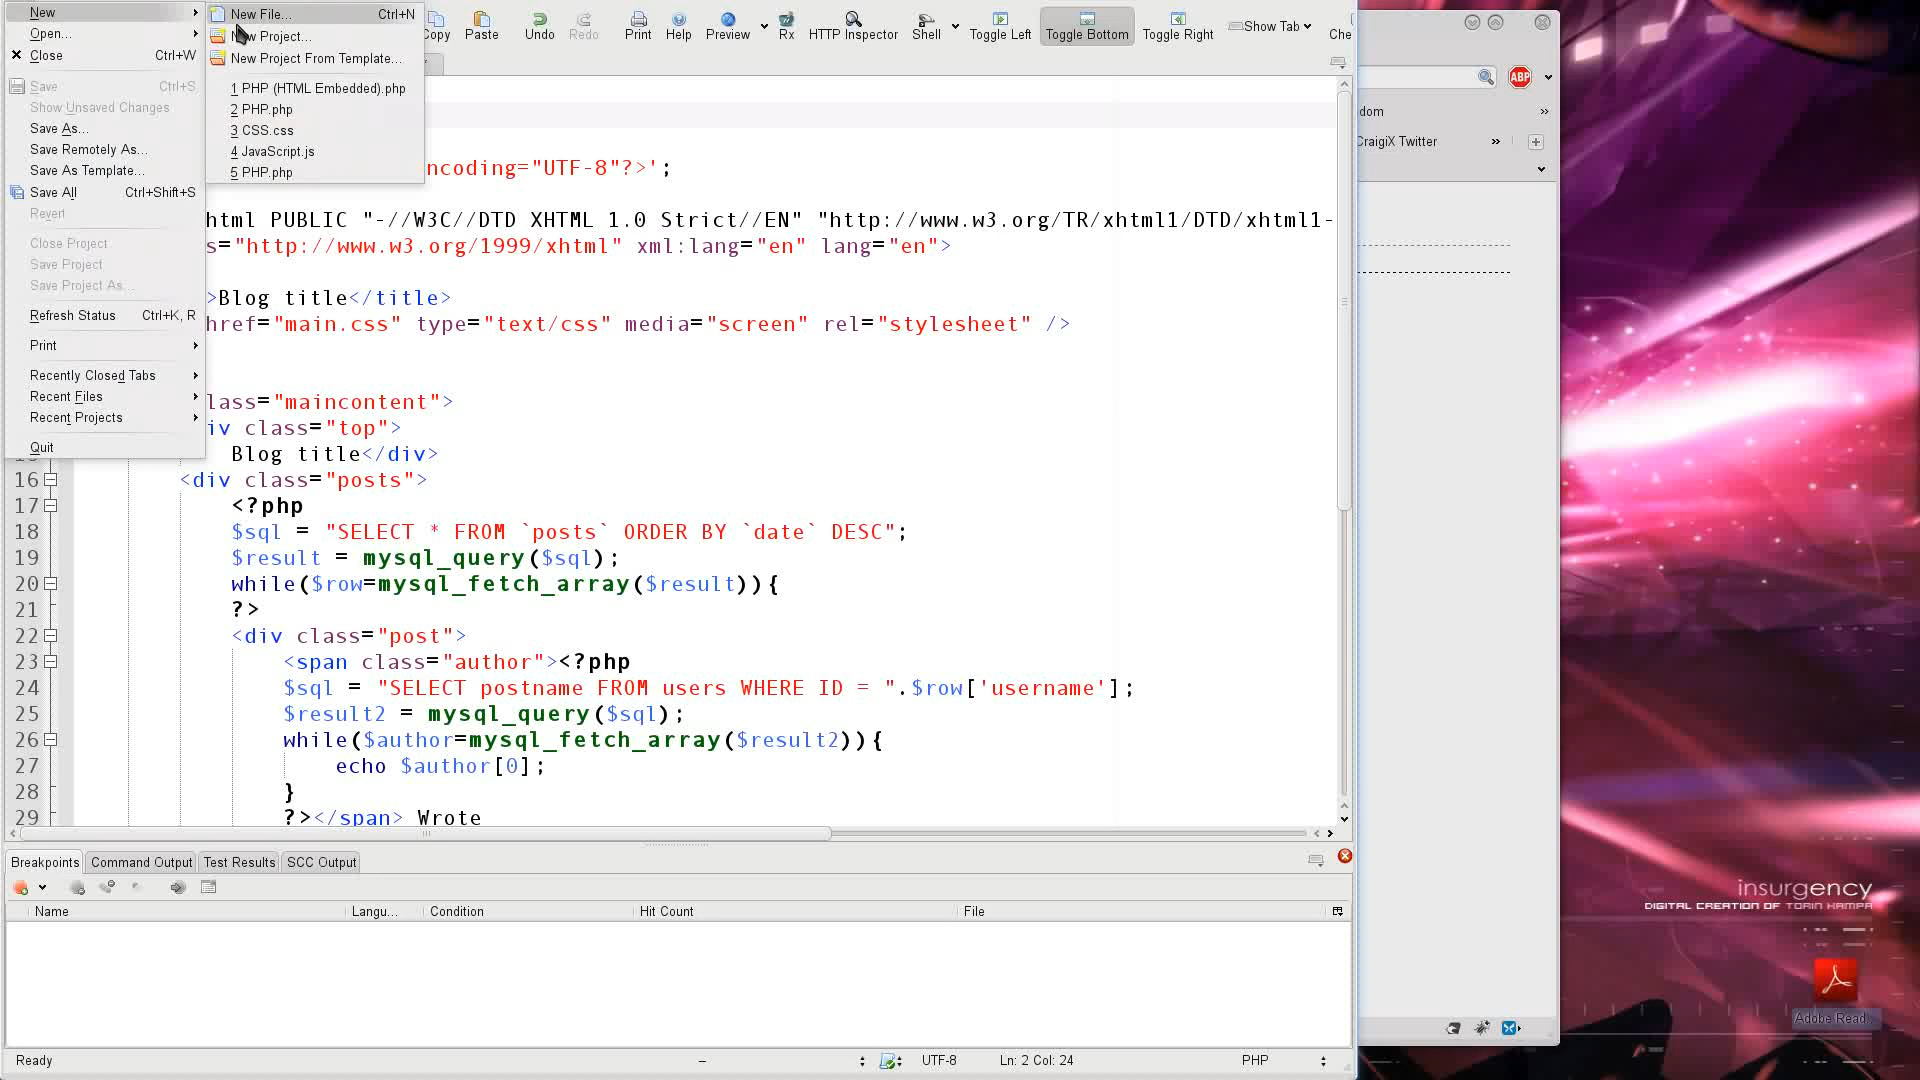 New
Open...
Close Ctrl+W
Save Ctrl+S
Show Unsaved Changes
Save As...
Save Remotely As...
Save As Template...
Save All Ctrl+Shift+S
Revert
Close Project
Save Project
Save Project As...
Refresh Status Ctrl+K, R
Print
Recently Closed Tabs
Recent Files
Recent Projects
Quit
New File... Ctrl+N
Project...
New Project From Template...
1 PHP (HTML Embedded).php
2 PHP.php
3 CSS.css
4 JavaScript.js
5 PHP.php
Paste Undo Redo Print Help Preview Rx HTTP Inspector Shell Toggle Left Toggle Bottom Toggle Right Show Tab
ABP
CraigiX Twitter
ncoding="UTF-8"?>';
html PUBLIC "-//W3C//DTD XHTML 1.0 Strict//EN" "http://www.w3.org/TR/xhtml1/DTD/xhtml1-
s="http://www.w3.org/1999/xhtml" xml:lang="en" lang="en">
>Blog title</title>
href="main.css" type="text/css" media="screen" rel="stylesheet" />
lass="maincontent">
iv class="top">
Blog title</div>
16 <div class="posts">
17 <?php
18 $sql = "SELECT * FROM `posts` ORDER BY `date` DESC";
19 $result = mysql_query($sql);
20 while($row=mysql_fetch_array($result)){
21 ?>
22 <div class="post">
23 <span class="author"><?php
24 $sql = "SELECT postname FROM users WHERE ID = ".$row['username'];
25 $result2 = mysql_query($sql);
26 while($author=mysql_fetch_array($result2)){
27 echo $author[0];
28 }
29 ?></span> Wrote
Breakpoints Command Output Test Results SCC Output
Name Langu... Condition Hit Count File
Ready UTF-8 Ln: 2 Col: 24 PHP
insurgency
DIGITAL CREATION OF TORIN KAMPA
Adobe Read...